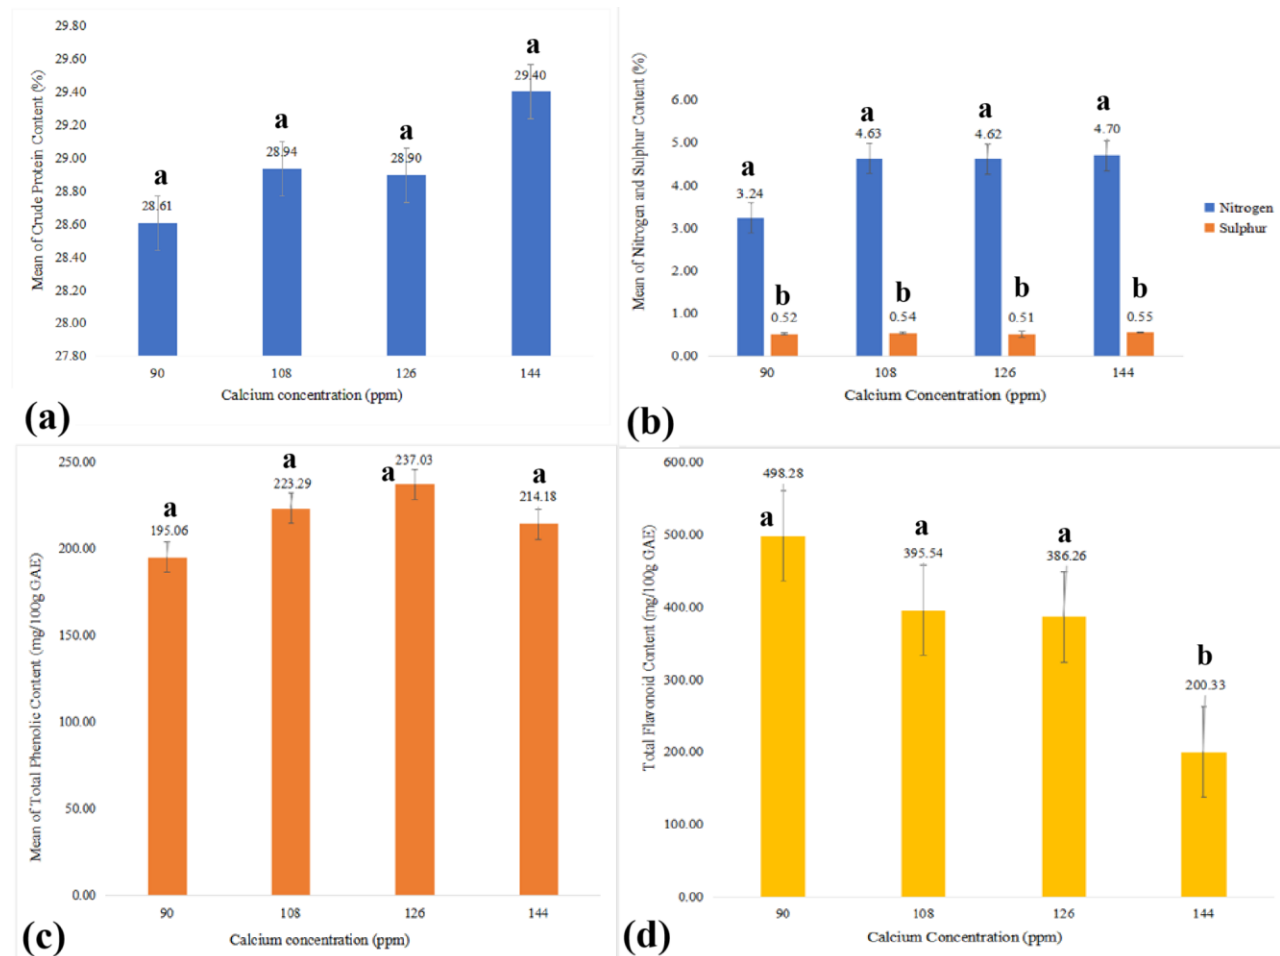 29.80
29.60
29.40
29.20
29.00
28.80
28.60
28.40
28.20
28.00
27.80
Mean of Crude Protein Content (%)
a
28.61
a
28.94
a
28.90
a
29.40
90 108 126 144
Calcium concentration (ppm)
(a)
6.00
5.00
4.00
3.00
2.00
1.00
0.00
Mean of Nitrogen and Sulphur Content (%)
a
3.24
b
0.52
a
4.63
b
0.54
a
4.62
b
0.51
a
4.70
b
0.55
90 108 126 144
Calcium Concentration (ppm)
Nitrogen
Sulphur
(b)
250.00
200.00
150.00
100.00
50.00
0.00
Mean of Total Phenolic Content (mg/100g GAE)
a
195.06
a
223.29
a
237.03
a
214.18
90 108 126 144
Calcium concentration (ppm)
(c)
600.00
500.00
400.00
300.00
200.00
100.00
0.00
Total Flavonoid Content (mg/100g GAE)
498.28
a
a
395.54
a
386.26
b
200.33
90 108 126 144
Calcium Concentration (ppm)
(d)